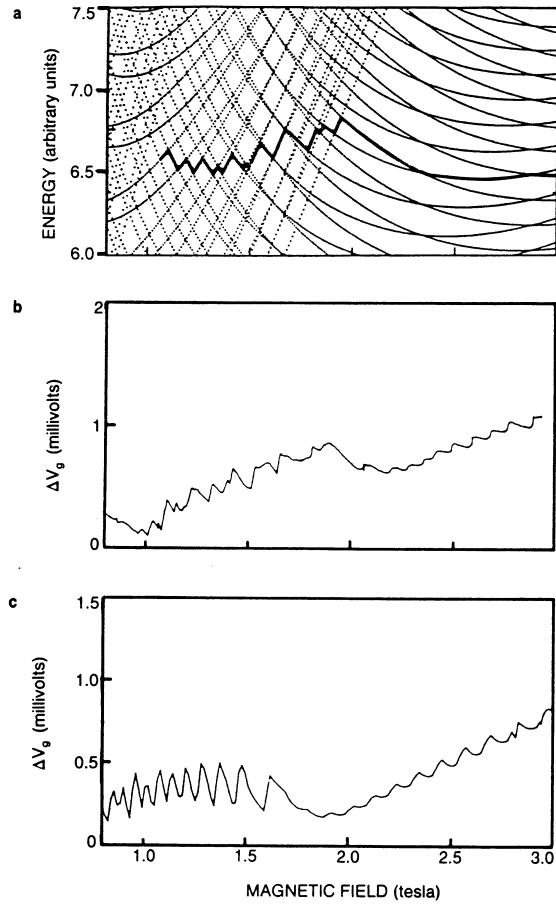 a
7.5
7.0
6.5
6.0
ENERGY (arbitrary units)
b
2
1
0
ΔVg (millivolts)
c
1.5
1.0
0.5
0
ΔVg (millivolts)
1.0 1.5 2.0 2.5 3.0
MAGNETIC FIELD (tesla)